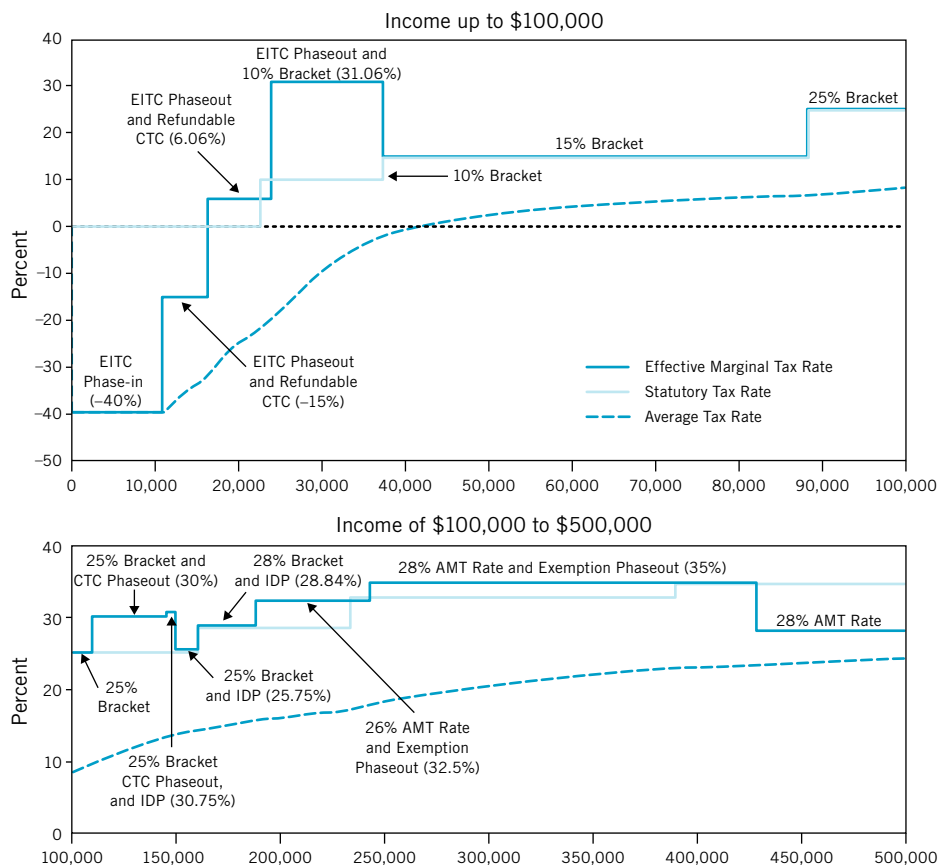 Income up to $100,000
40
30
20
10
0
–10
–20
–30
–40
–50
Percent
EITC Phaseout and
10% Bracket (31.06%)
EITC Phaseout
and Refundable
CTC (6.06%)
25% Bracket
15% Bracket
10% Bracket
EITC
Phase-in
(–40%)
EITC Phaseout
and Refundable
CTC (–15%)
Effective Marginal Tax Rate
Statutory Tax Rate
Average Tax Rate
0 10,000 20,000 30,000 40,000 50,000 60,000 70,000 80,000 90,000 100,000
Income of $100,000 to $500,000
40
30
20
10
0
Percent
25% Bracket and
CTC Phaseout (30%)
28% Bracket
and IDP (28.84%)
28% AMT Rate and Exemption Phaseout (35%)
28% AMT Rate
25%
Bracket
25% Bracket
and IDP (25.75%)
26% AMT Rate
and Exemption
Phaseout (32.5%)
25% Bracket
CTC Phaseout,
and IDP (30.75%)
100,000 150,000 200,000 250,000 300,000 350,000 400,000 450,000 500,000